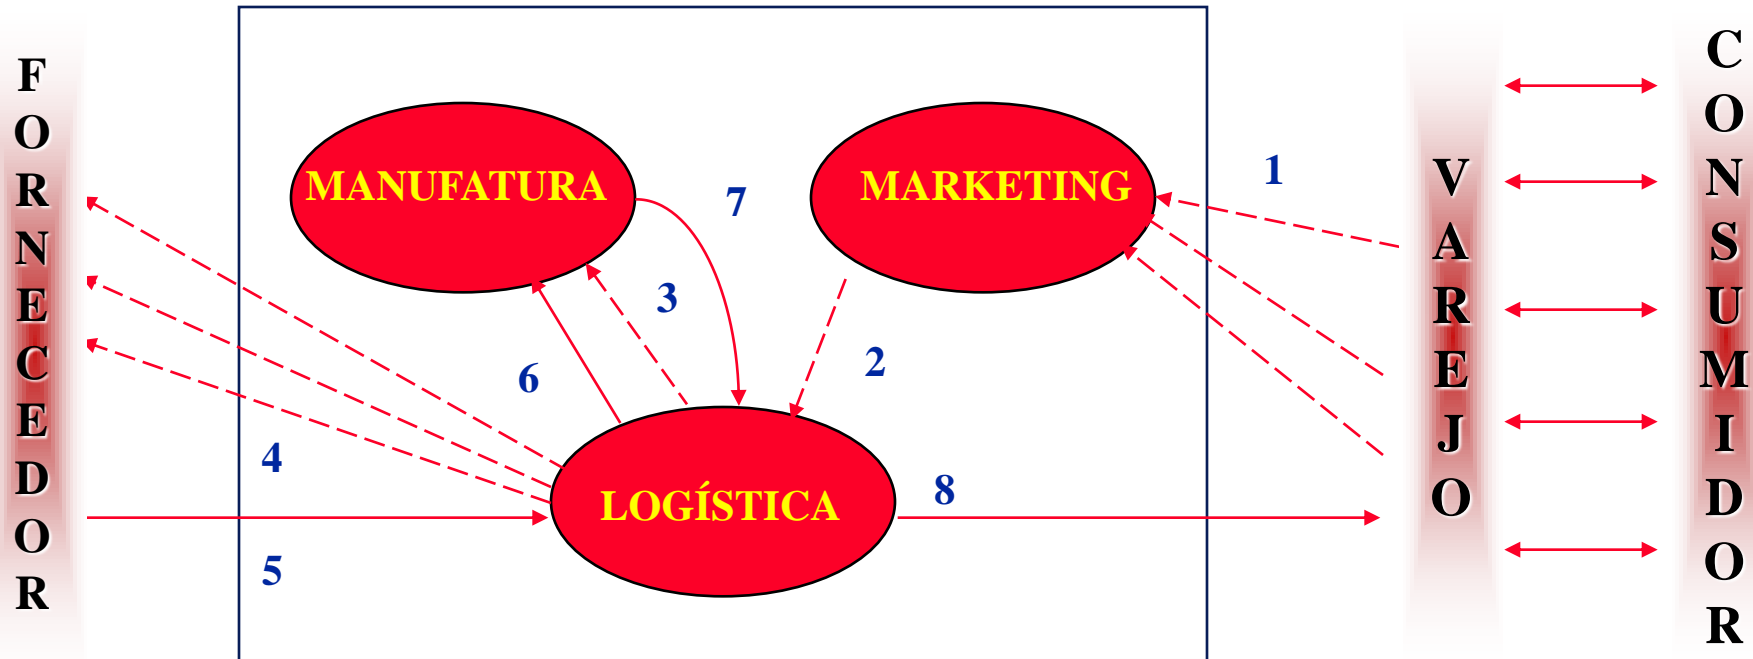 FORNECEDOR
MANUFATURA
7
MARKETING
1
3
2
6
4
LOGÍSTICA
8
5
VAREJO
CONSUMIDOR